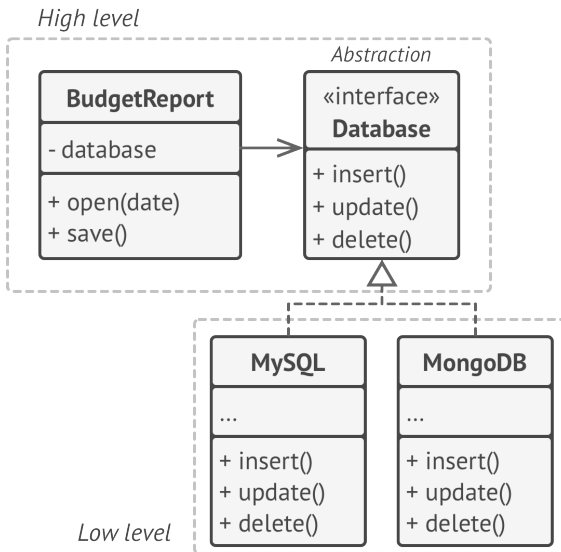 High level
Abstraction
BudgetReport
- database
+ open(date)
+ save()
«interface»
Database
+ insert()
+ update()
+ delete()
MySQL
...
+ insert()
+ update()
+ delete()
MongoDB
...
+ insert()
+ update()
+ delete()
Low level